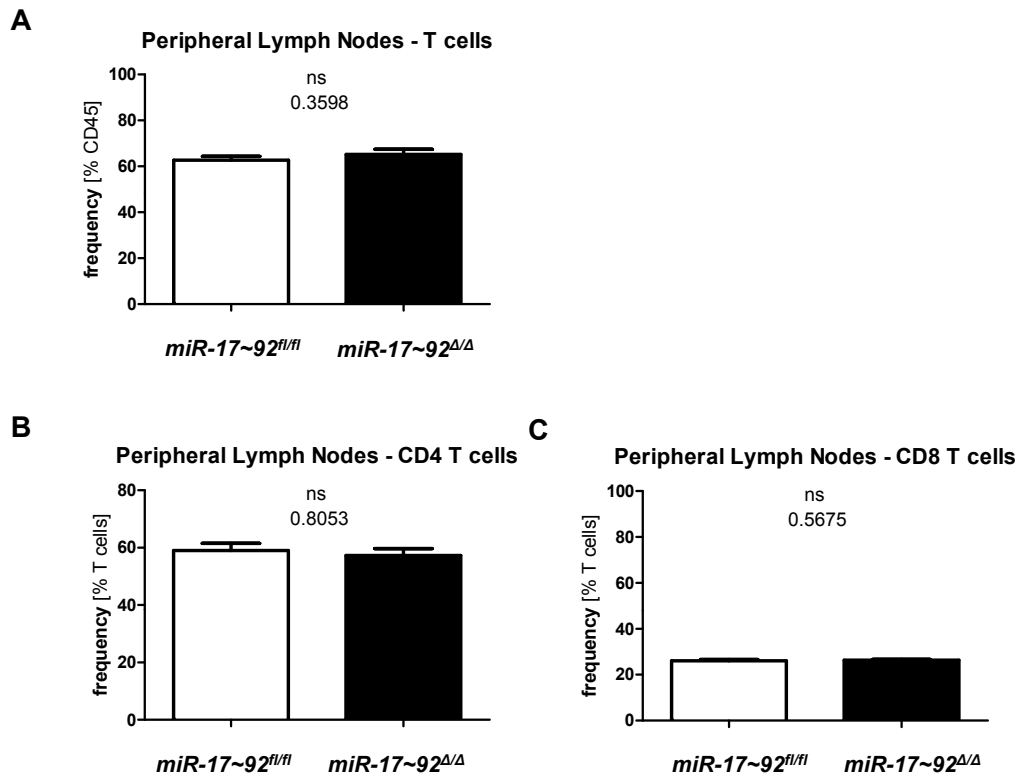 A
Peripheral Lymph Nodes - T cells
ns
0.3598
frequency [% CD45]
100
80
60
40
20
0
miR-17~92fl/fl miR-17~92Δ/Δ
B
Peripheral Lymph Nodes - CD4 T cells
ns
0.8053
frequency [% T cells]
80
60
40
20
0
miR-17~92fl/fl miR-17~92Δ/Δ
C
Peripheral Lymph Nodes - CD8 T cells
ns
0.5675
frequency [% T cells]
100
80
60
40
20
0
miR-17~92fl/fl miR-17~92Δ/Δ